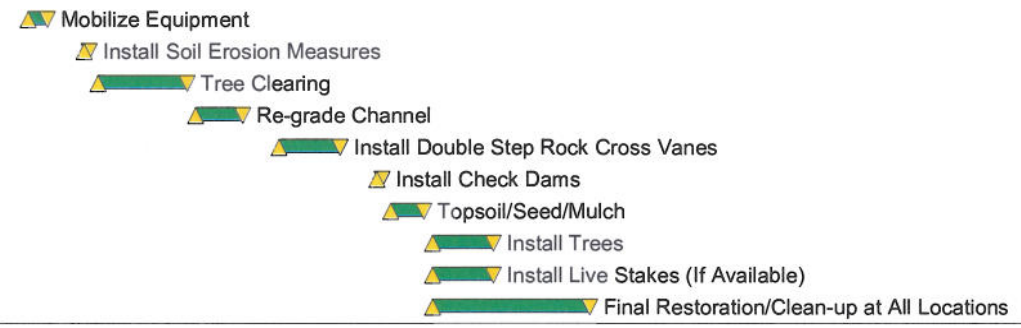 Mobilize Equipment
Install Soil Erosion Measures
Tree Clearing
Re-grade Channel
Install Double Step Rock Cross Vanes
Install Check Dams
Topsoil/Seed/Mulch
Install Trees
Install Live Stakes (If Available)
Final Restoration/Clean-up at All Locations